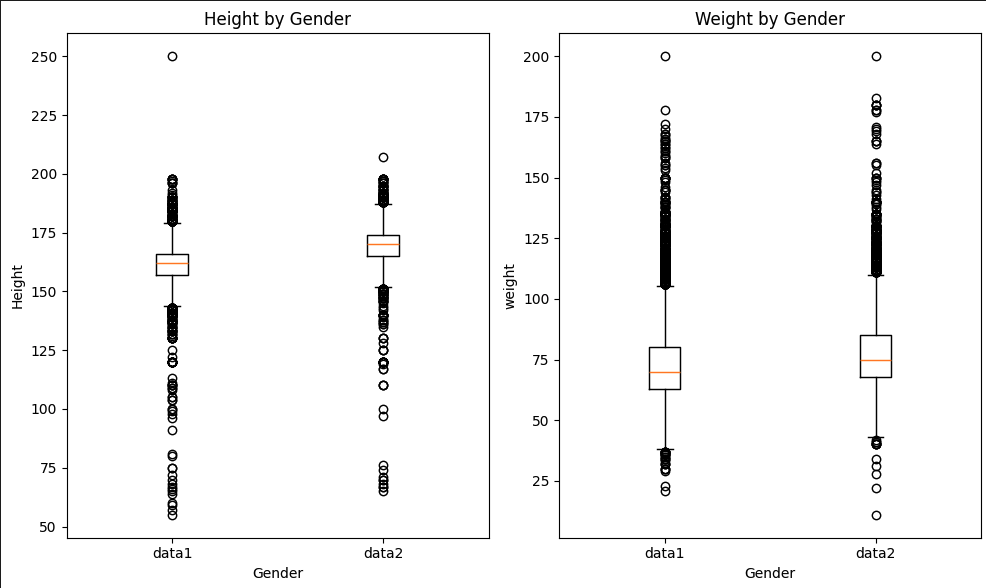 Height by Gender
250
225
200
175
150
125
100
75
50
Height
data1
data2
Gender
Weight by Gender
200
175
150
125
100
75
50
25
weight
data1
data2
Gender